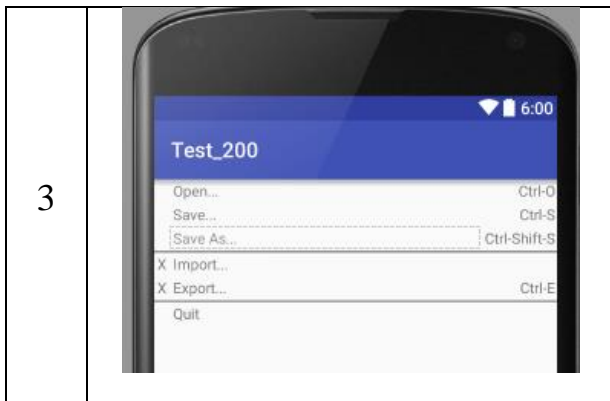 3
6:00
Test_200
Open... Ctrl-O
Save... Ctrl-S
Save As... Ctrl-Shift-S
X Import...
X Export... Ctrl-E
Quit